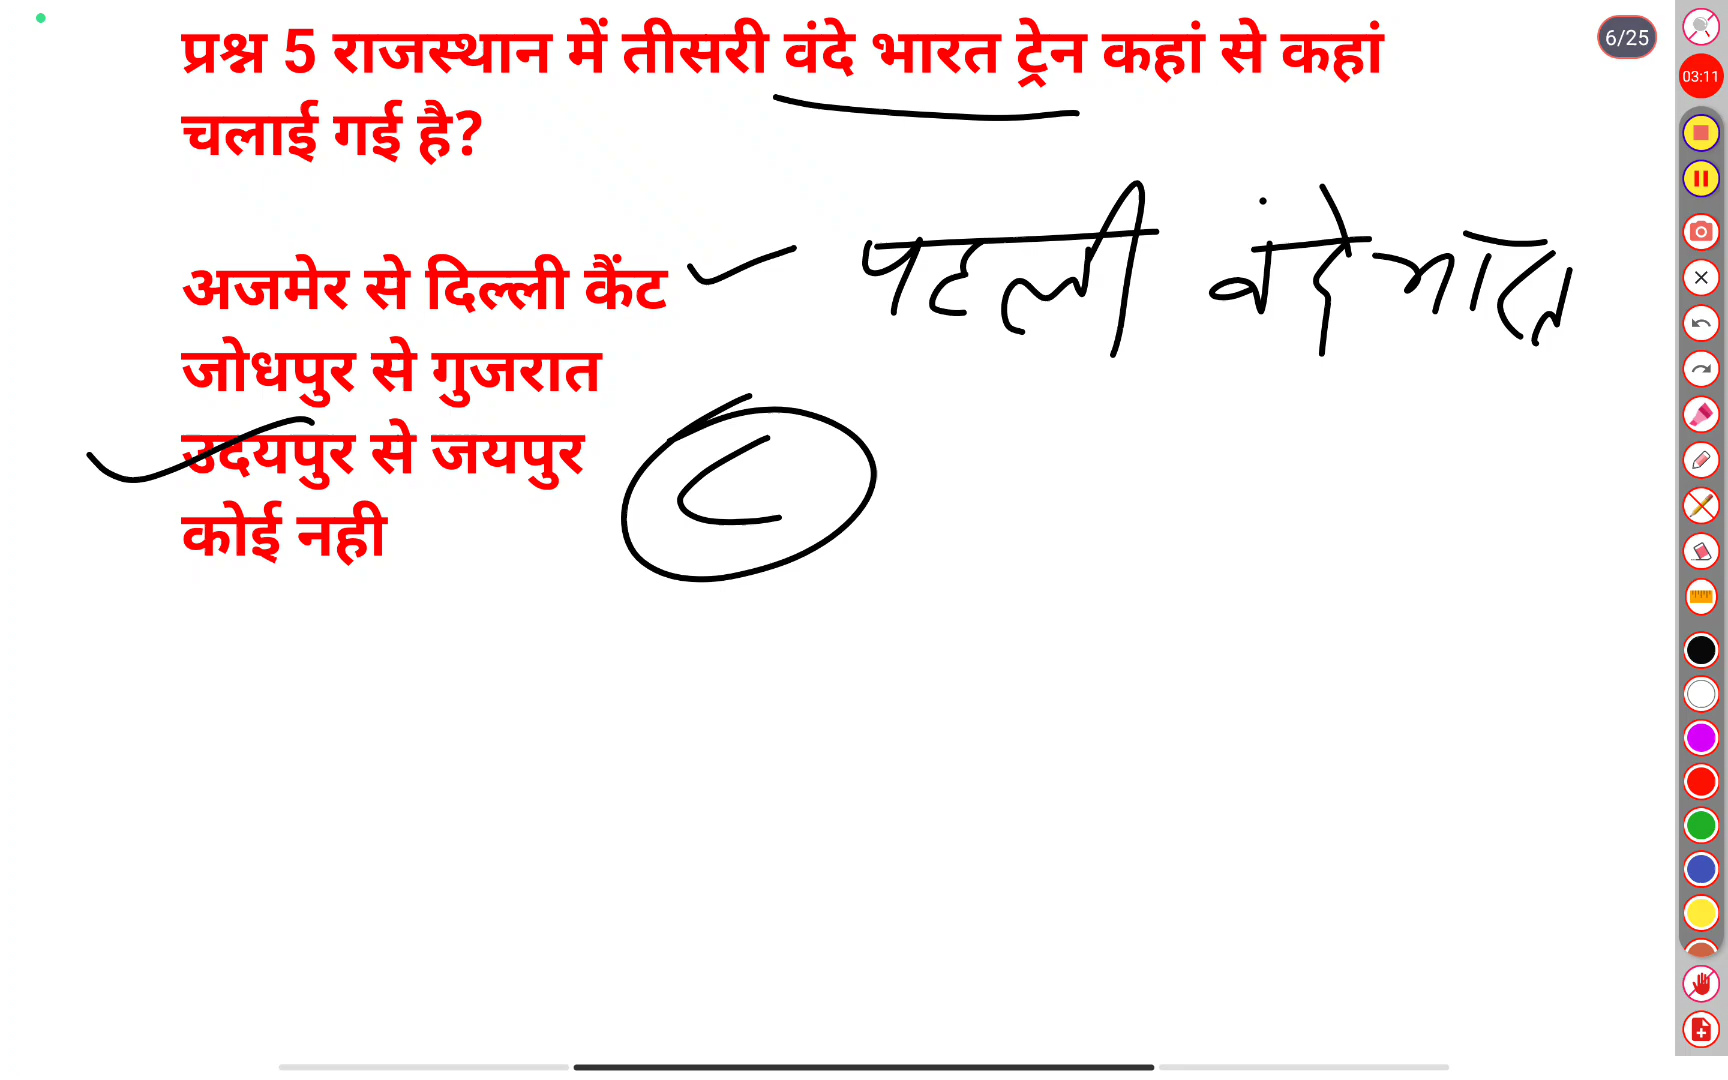 प्रश्न 5 राजस्थान में तीसरी वंदे भारत ट्रेन कहां से कहां
चलाई गई है?
अजमेर से दिल्ली कैंट
पहली वंदे भारत
जोधपुर से गुजरात
उदयपुर से जयपुर
C
कोई नही
6/25
03:11